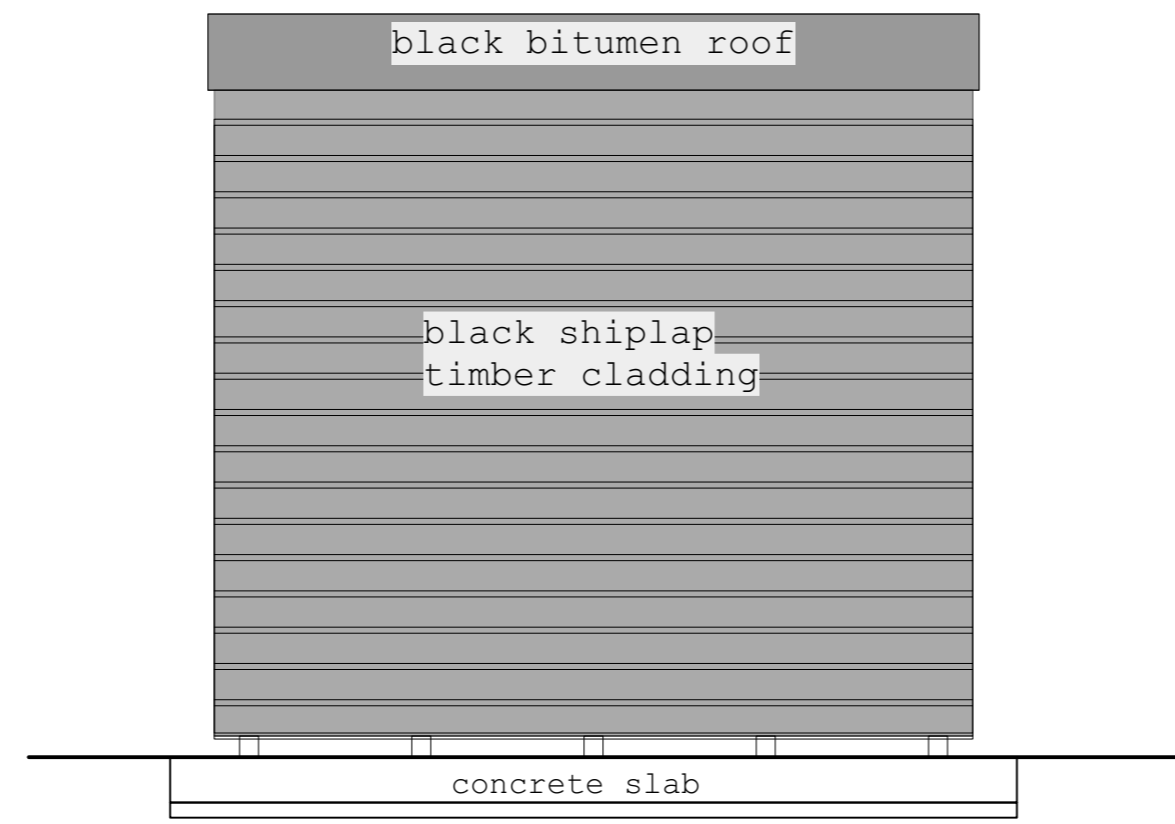 black bitumen roof
black shiplap
timber cladding
concrete slab